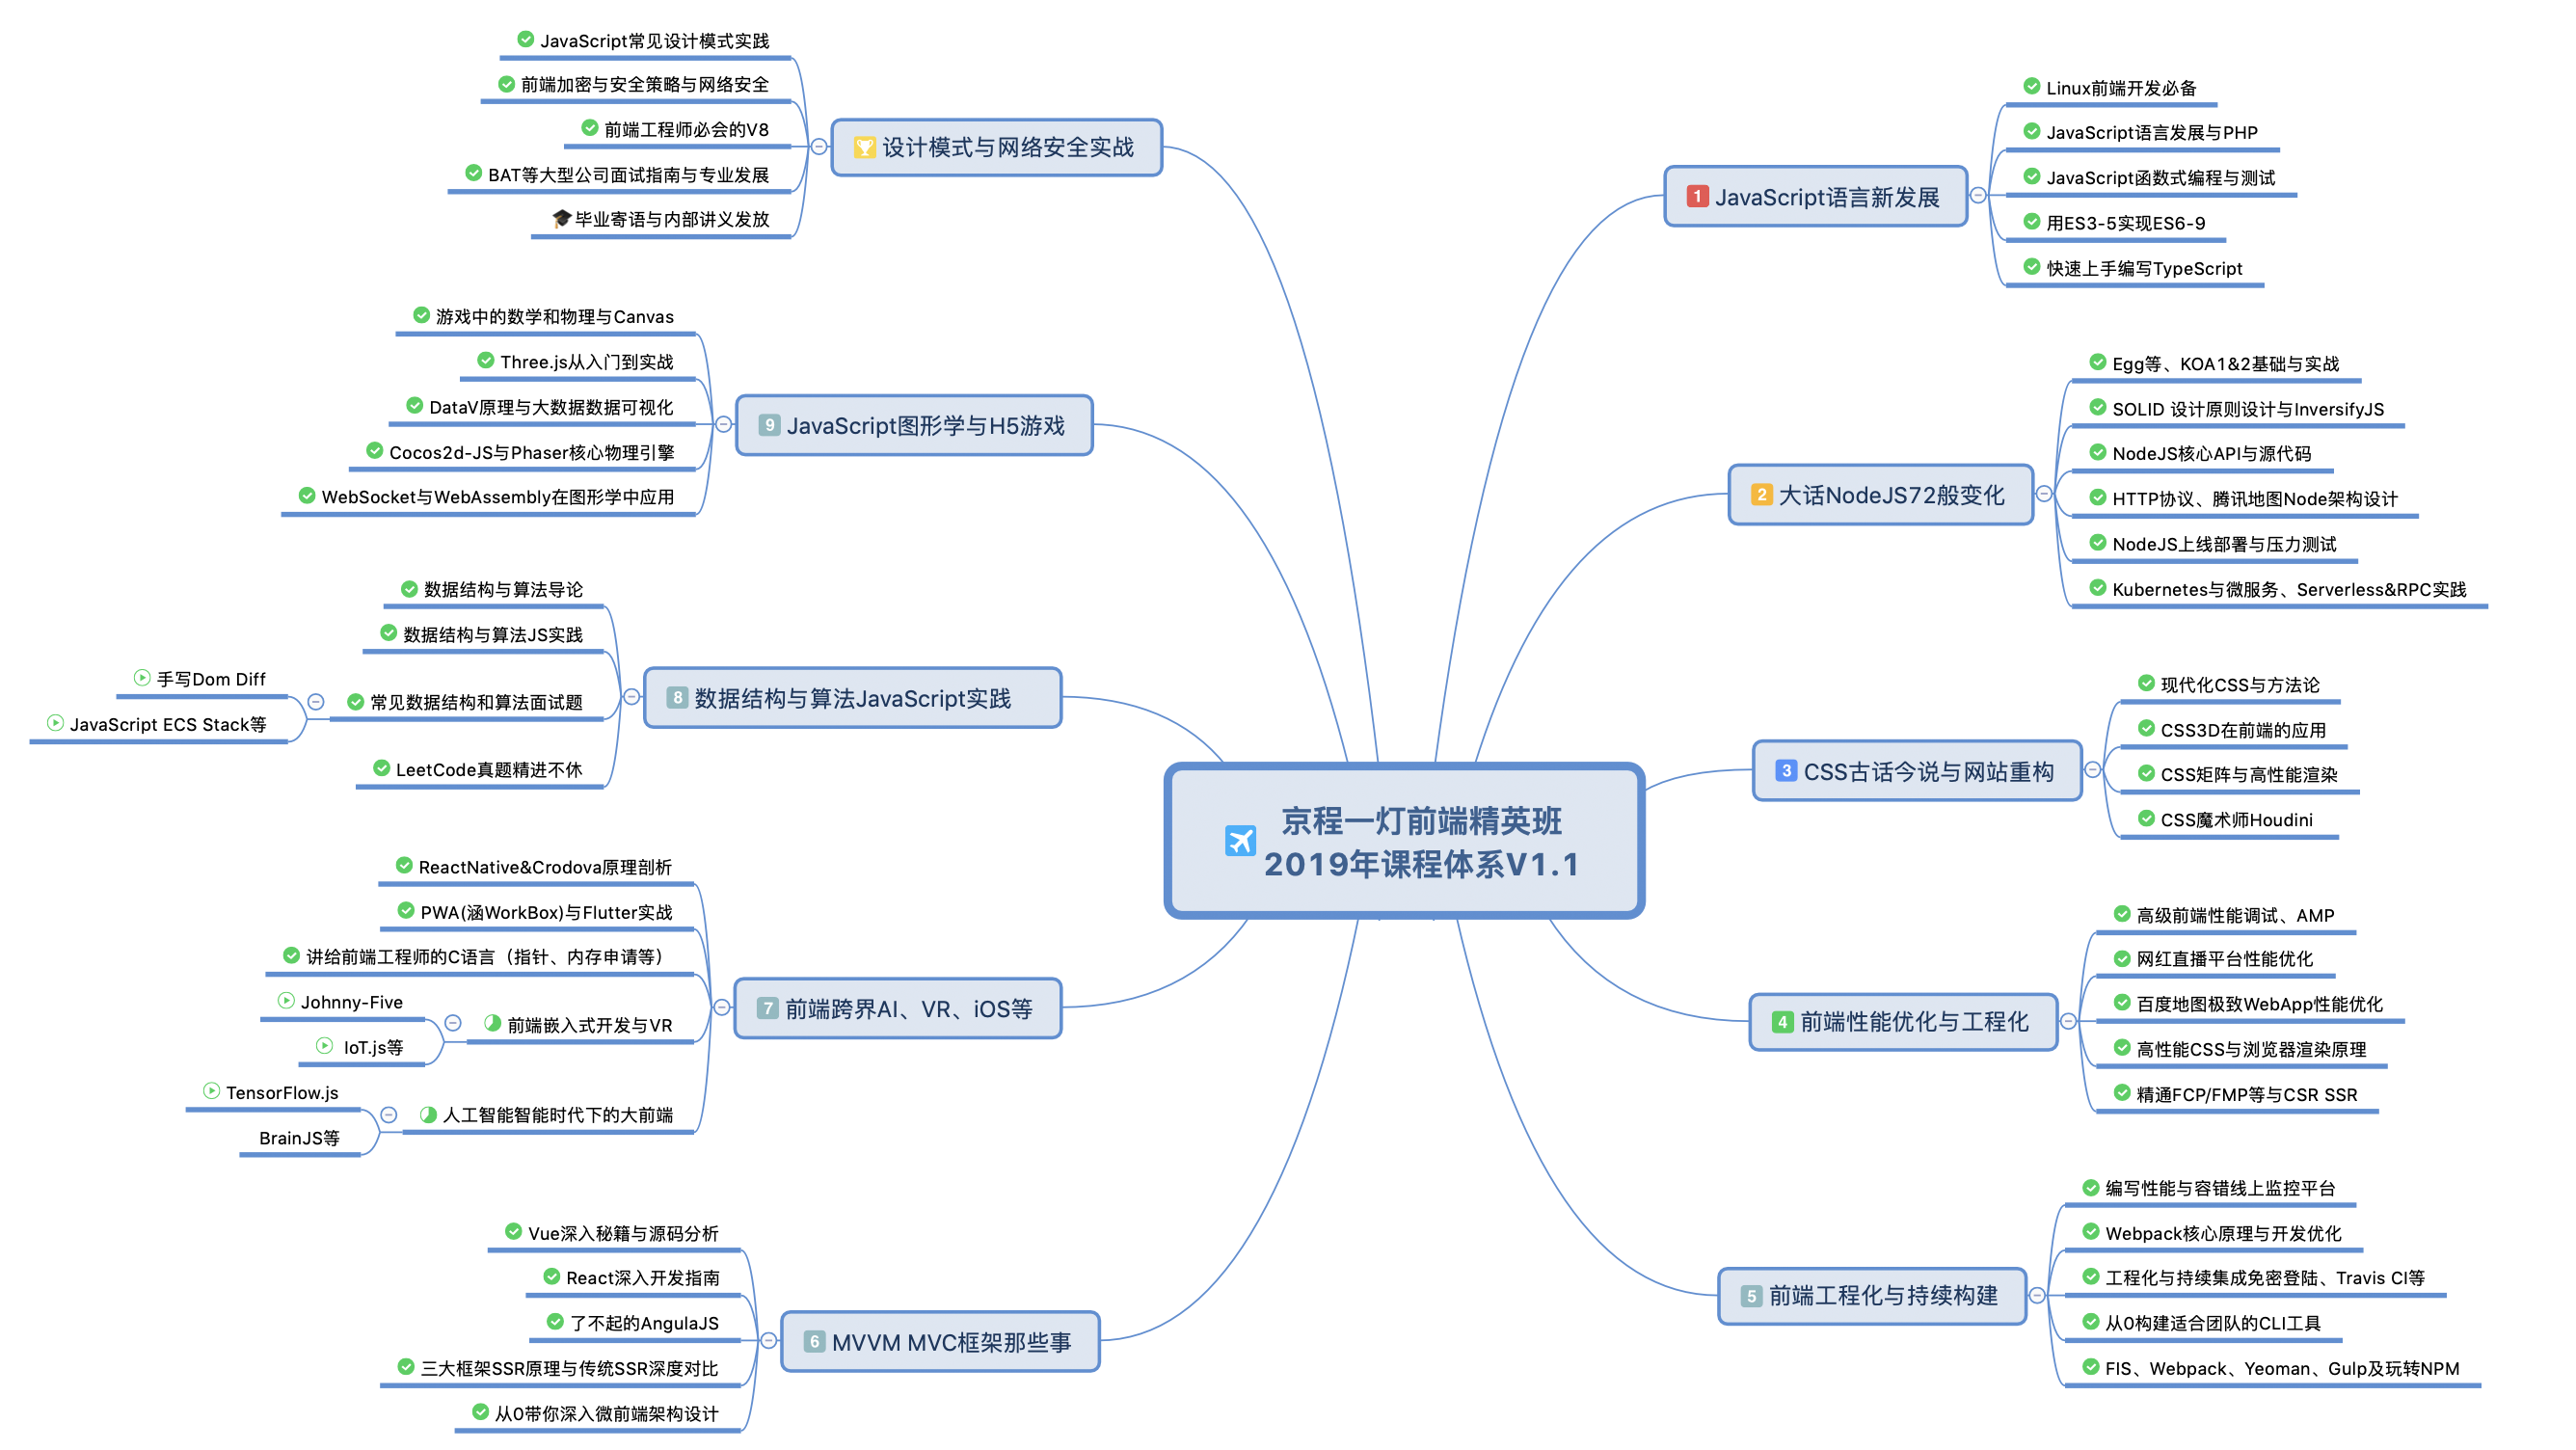 京程一灯前端精英班
2019年课程体系V1.1
1 JavaScript语言新发展
Linux前端开发必备
JavaScript语言发展与PHP
JavaScript函数式编程与测试
用ES3-5实现ES6-9
快速上手编写TypeScript
2 大话NodeJS72般变化
Egg等、KOA1&2基础与实战
SOLID 设计原则设计与InversifyJS
NodeJS核心API与源代码
HTTP协议、腾讯地图Node架构设计
NodeJS上线部署与压力测试
Kubernetes与微服务、Serverless&RPC实践
3 CSS古话今说与网站重构
现代化CSS与方法论
CSS3D在前端的应用
CSS矩阵与高性能渲染
CSS魔术师Houdini
4 前端性能优化与工程化
高级前端性能调试、AMP
网红直播平台性能优化
百度地图极致WebApp性能优化
高性能CSS与浏览器渲染原理
精通FCP/FMP等与CSR SSR
5 前端工程化与持续构建
编写性能与容错线上监控平台
Webpack核心原理与开发优化
工程化与持续集成免密登陆、Travis CI等
从0构建适合团队的CLI工具
FIS、Webpack、Yeoman、Gulp及玩转NPM
6 MVVM MVC框架那些事
Vue深入秘籍与源码分析
React深入开发指南
了不起的AngulaJS
三大框架SSR原理与传统SSR深度对比
从0带你深入微前端架构设计
7 前端跨界AI、VR、iOS等
ReactNative&Crodova原理剖析
PWA(涵WorkBox)与Flutter实战
讲给前端工程师的C语言（指针、内存申请等）
前端嵌入式开发与VR
Johnny-Five
IoT.js等
人工智能智能时代下的大前端
TensorFlow.js
BrainJS等
8 数据结构与算法JavaScript实践
数据结构与算法导论
数据结构与算法JS实践
常见数据结构和算法面试题
手写Dom Diff
JavaScript ECS Stack等
LeetCode真题精进不休
9 JavaScript图形学与H5游戏
游戏中的数学和物理与Canvas
Three.js从入门到实战
DataV原理与大数据数据可视化
Cocos2d-JS与Phaser核心物理引擎
WebSocket与WebAssembly在图形学中应用
设计模式与网络安全实战
JavaScript常见设计模式实践
前端加密与安全策略与网络安全
前端工程师必会的V8
BAT等大型公司面试指南与专业发展
毕业寄语与内部讲义发放